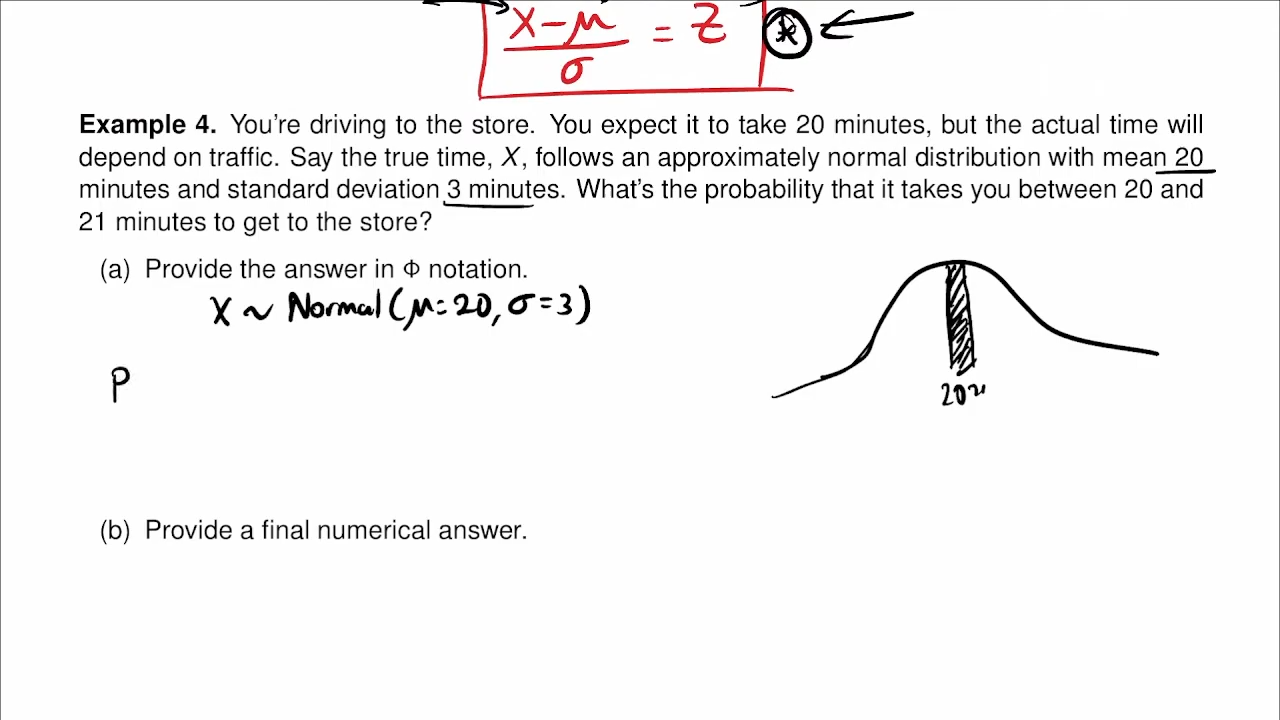 x-μ
― = Z *
σ
Example 4. You're driving to the store. You expect it to take 20 minutes, but the actual time will
depend on traffic. Say the true time, X, follows an approximately normal distribution with mean 20
minutes and standard deviation 3 minutes. What's the probability that it takes you between 20 and
21 minutes to get to the store?
(a) Provide the answer in Φ notation.
X ~ Normal (μ=20, σ=3)
P
20
(b) Provide a final numerical answer.